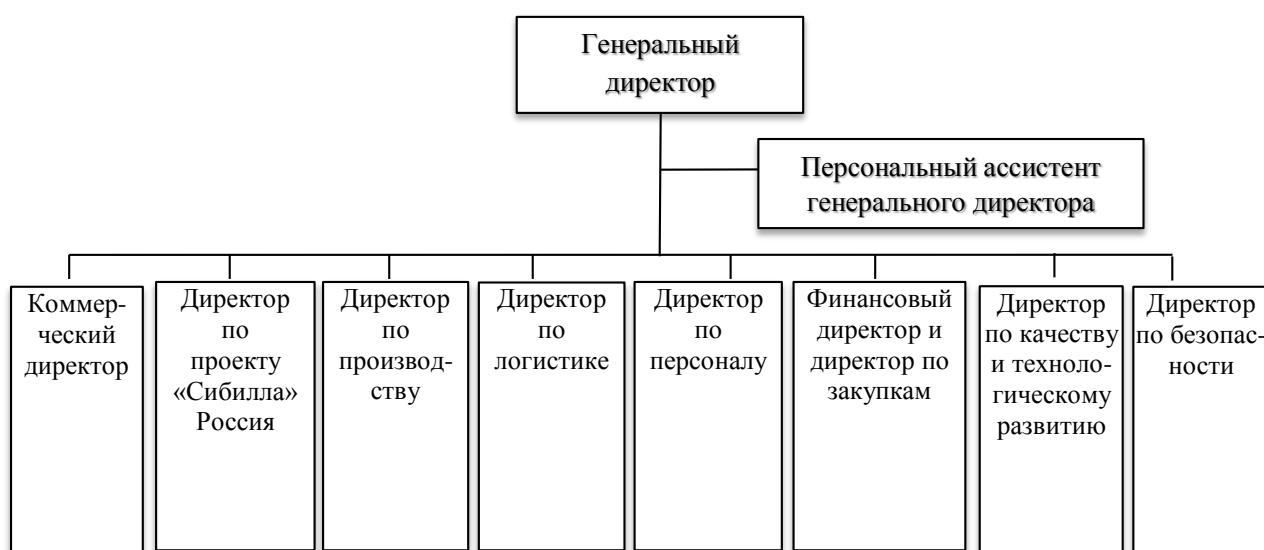 Генеральный
директор
Персональный ассистент
генерального директора
Коммер-
ческий
директор
Директор
по
проекту
«Сибилла»
Россия
Директор
по
производ-
ству
Директор
по
логистике
Директор
по
персоналу
Финансовый
директор и
директор по
закупкам
Директор
по качеству
и техноло-
гическому
развитию
Директор
по безопас-
ности